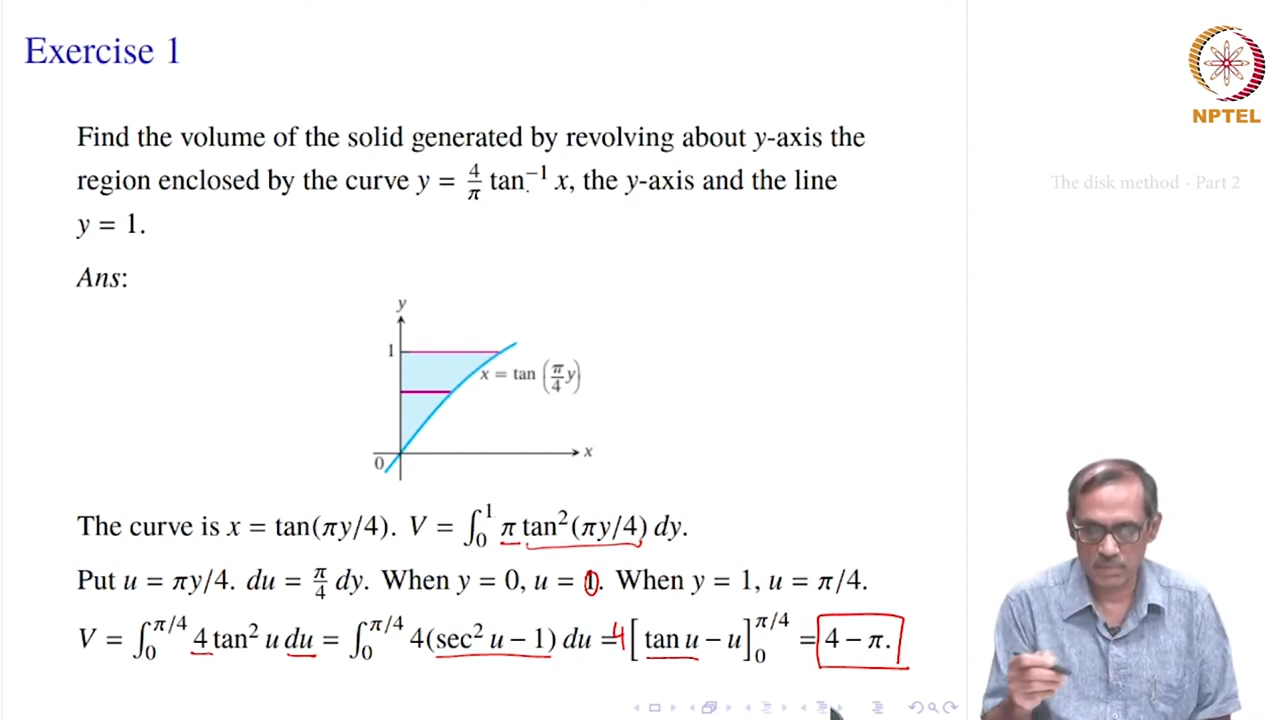 Exercise 1
NPTEL
Find the volume of the solid generated by revolving about y-axis the
region enclosed by the curve y = 4/π tan⁻¹ x, the y-axis and the line
y = 1.
The disk method - Part 2
Ans:
y
1
x = tan (π/4 y)
0
x
The curve is x = tan(πy/4). V = ∫₀¹ π tan²(πy/4) dy.
Put u = πy/4. du = π/4 dy. When y = 0, u = 0. When y = 1, u = π/4.
V = ∫₀^{π/4} 4 tan² u du = ∫₀^{π/4} 4(sec² u − 1) du = 4[tan u − u]₀^{π/4} = 4 − π.